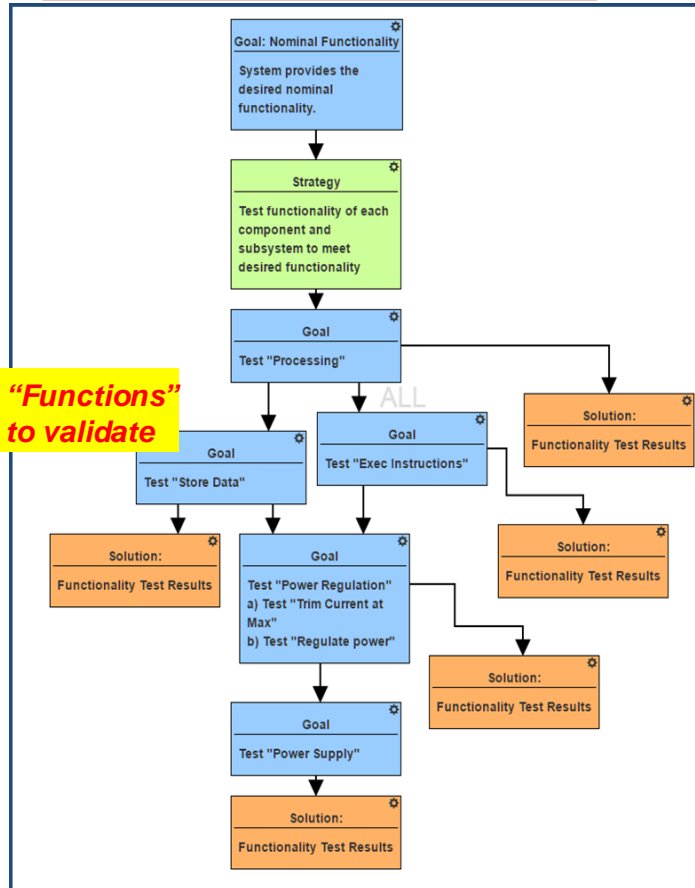 Goal: Nominal Functionality
System provides the
desired nominal
functionality.
Strategy
Test functionality of each
component and
subsystem to meet
desired functionality
Goal
Test "Processing"
“Functions”
to validate
ALL
Solution:
Functionality Test Results
Goal
Test "Store Data"
Goal
Test "Exec Instructions"
Solution:
Functionality Test Results
Solution:
Functionality Test Results
Goal
Test "Power Regulation"
a) Test "Trim Current at
Max"
b) Test "Regulate power"
Solution:
Functionality Test Results
Goal
Test "Power Supply"
Solution:
Functionality Test Results